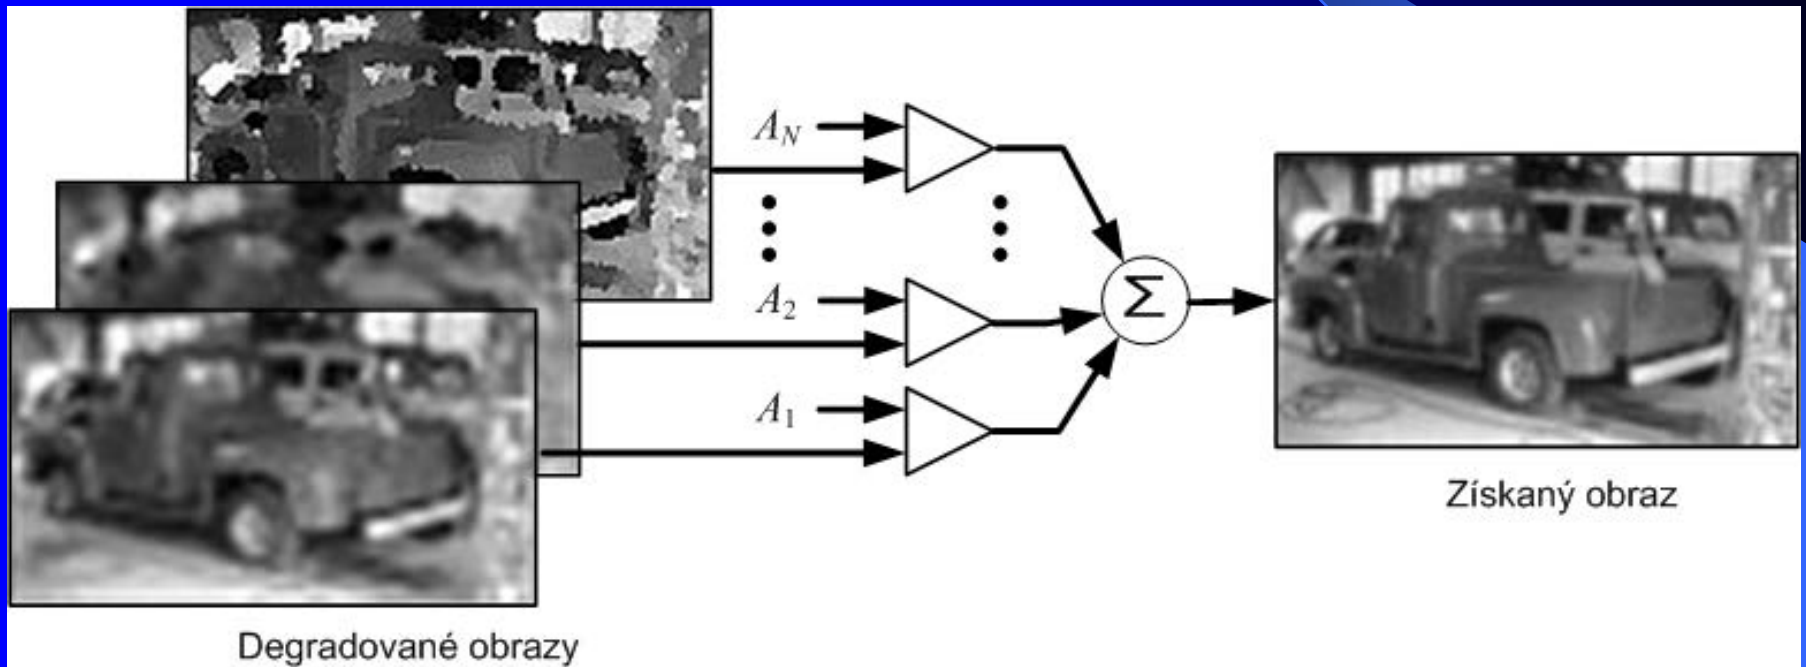 A_N
A_2
Σ
A_1
Získaný obraz
Degradované obrazy